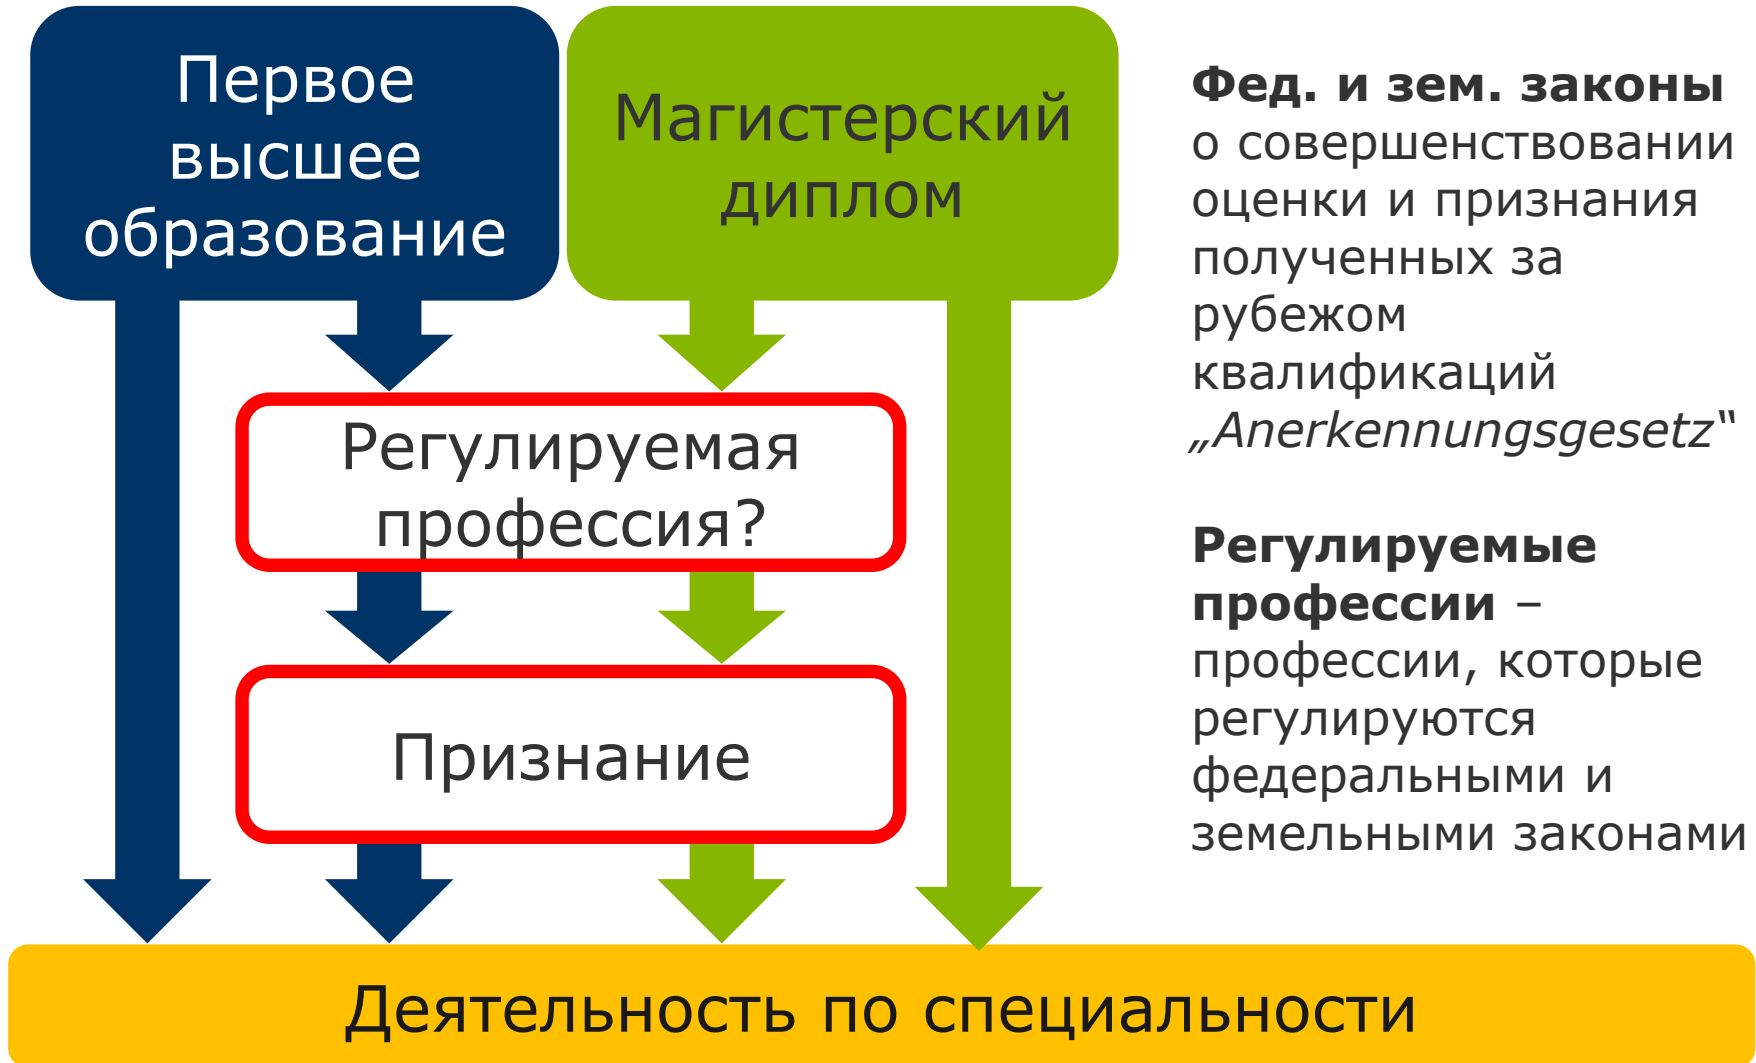 Первое
высшее
образование
Магистерский
диплом
Регулируемая
профессия?
Признание
Деятельность по специальности
Фед. и зем. законы
о совершенствовании
оценки и признания
полученных за
рубежом
квалификаций
„Anerkennungsgesetz“
Регулируемые
профессии –
профессии, которые
регулируются
федеральными и
земельными законами